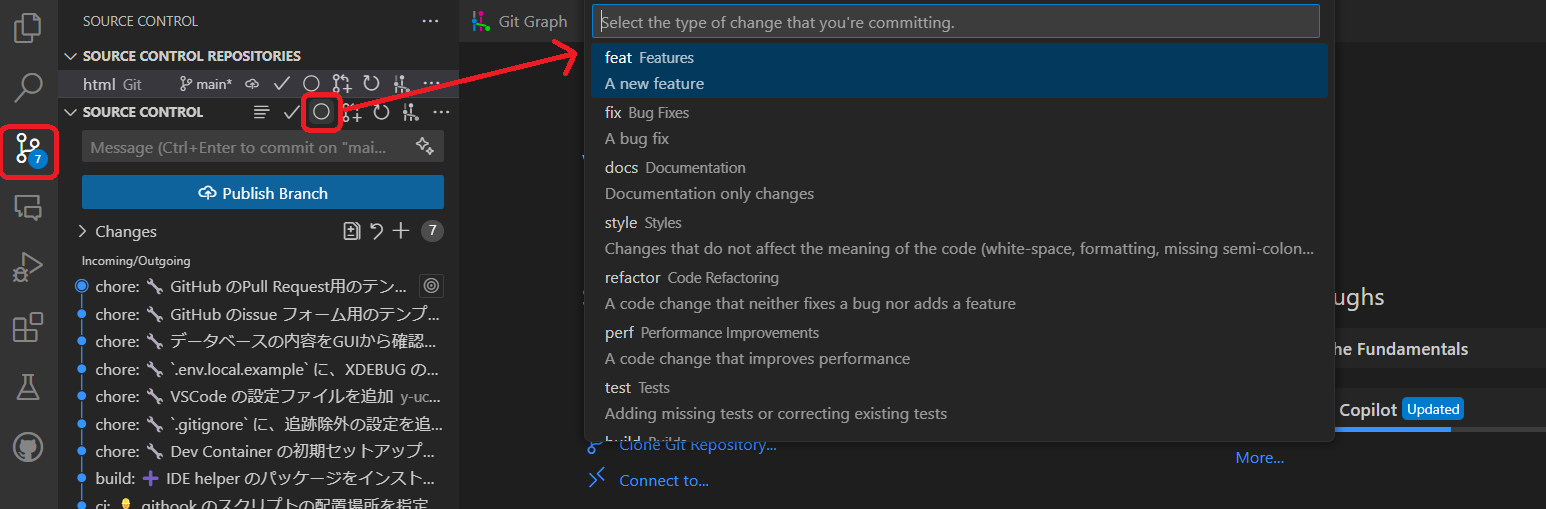 SOURCE CONTROL
SOURCE CONTROL REPOSITORIES
html Git main*
SOURCE CONTROL
Message (Ctrl+Enter to commit on "mai...
Publish Branch
Changes 7
Incoming/Outgoing
chore: 🔧 GitHub のPull Request用のテン...
chore: 🔧 GitHub のissue フォーム用のテンプ...
chore: 🔧 データベースの内容をGUIから確認...
chore: 🔧 `.env.local.example` に、XDEBUG の...
chore: 🔧 VSCode の設定ファイルを追加 y-uc...
chore: 🔧 `.gitignore` に、追跡除外の設定を追...
chore: 🔧 Dev Container の初期セットアップ...
build: ➕ IDE helper のパッケージをインスト...
ci: 👷 githook のスクリプトの配置場所を指定
7
Git Graph
Select the type of change that you're committing.
feat Features
A new feature
fix Bug Fixes
A bug fix
docs Documentation
Documentation only changes
style Styles
Changes that do not affect the meaning of the code (white-space, formatting, missing semi-colon...
refactor Code Refactoring
A code change that neither fixes a bug nor adds a feature
perf Performance Improvements
A code change that improves performance
test Tests
Adding missing tests or correcting existing tests
build Builds
Clone Git Repository...
Connect to...
ughs
he Fundamentals
Copilot Updated
More...